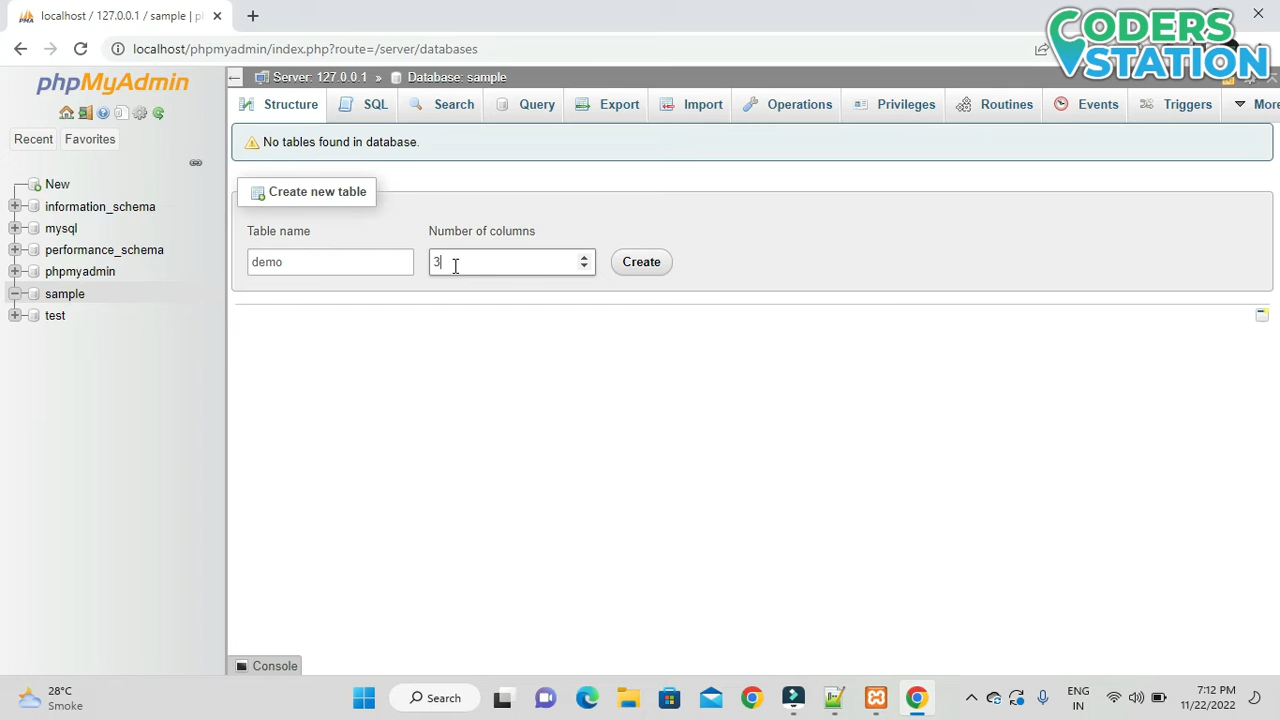 localhost / 127.0.0.1 / sample | p
CODERS
STATION
localhost/phpmyadmin/index.php?route=/server/databases
phpMyAdmin
Server: 127.0.0.1 » Database: sample
Structure SQL Search Query Export Import Operations Privileges Routines Events Triggers More
Recent Favorites
No tables found in database.
New
information_schema
mysql
performance_schema
phpmyadmin
sample
test
Create new table
Table name Number of columns
demo 3 Create
Console
28°C
Smoke
Search
ENG
IN
7:12 PM
11/22/2022